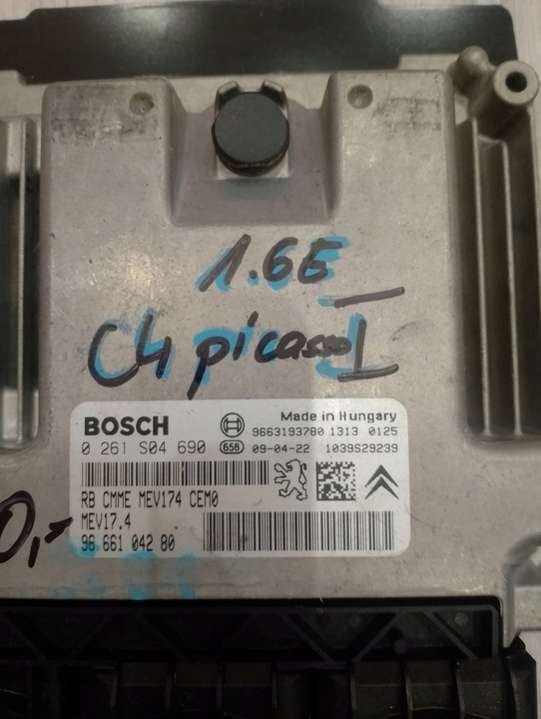 1.6E
C4 picasso I
BOSCH
Made in Hungary
9663193780 1313 0125
0 261 S04 690
656
09-04-22 1039S29239
RB CMME MEV174 CEM0
MEV17.4
96 661 042 80
0,-